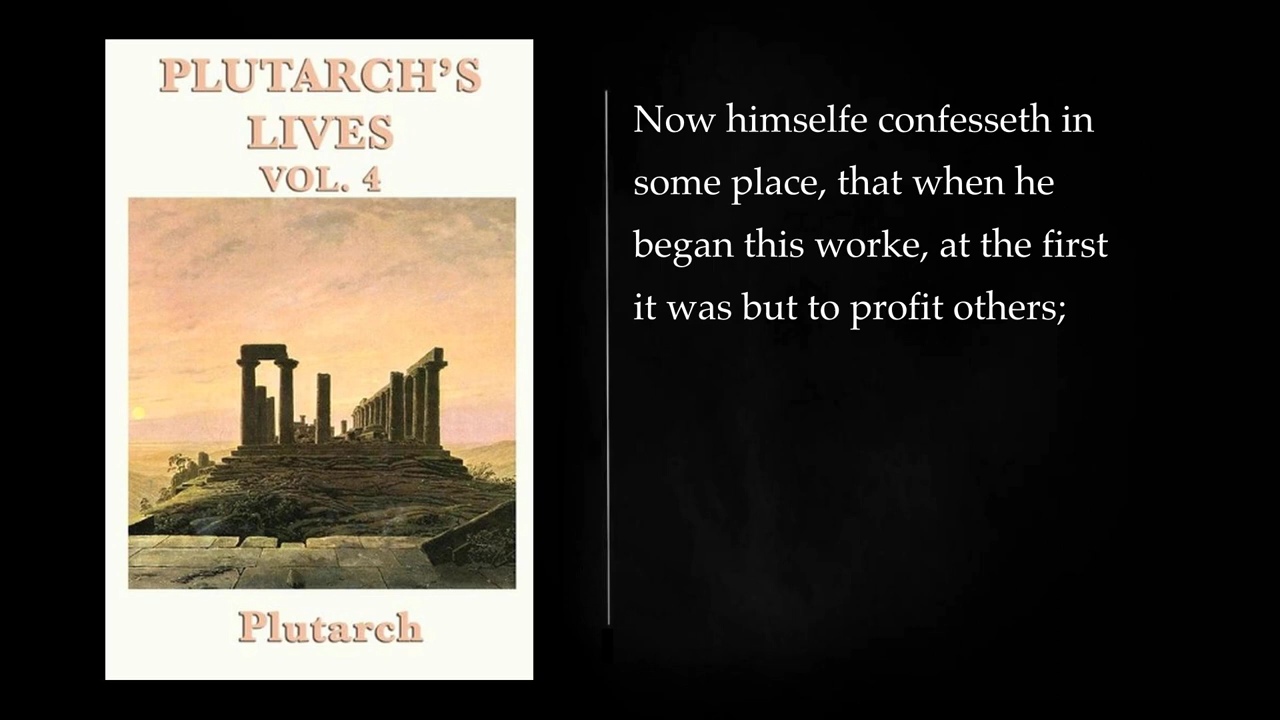 PLUTARCH'S
LIVES
VOL. 4
Plutarch
Now himselfe confesseth in
some place, that when he
began this worke, at the first
it was but to profit others;